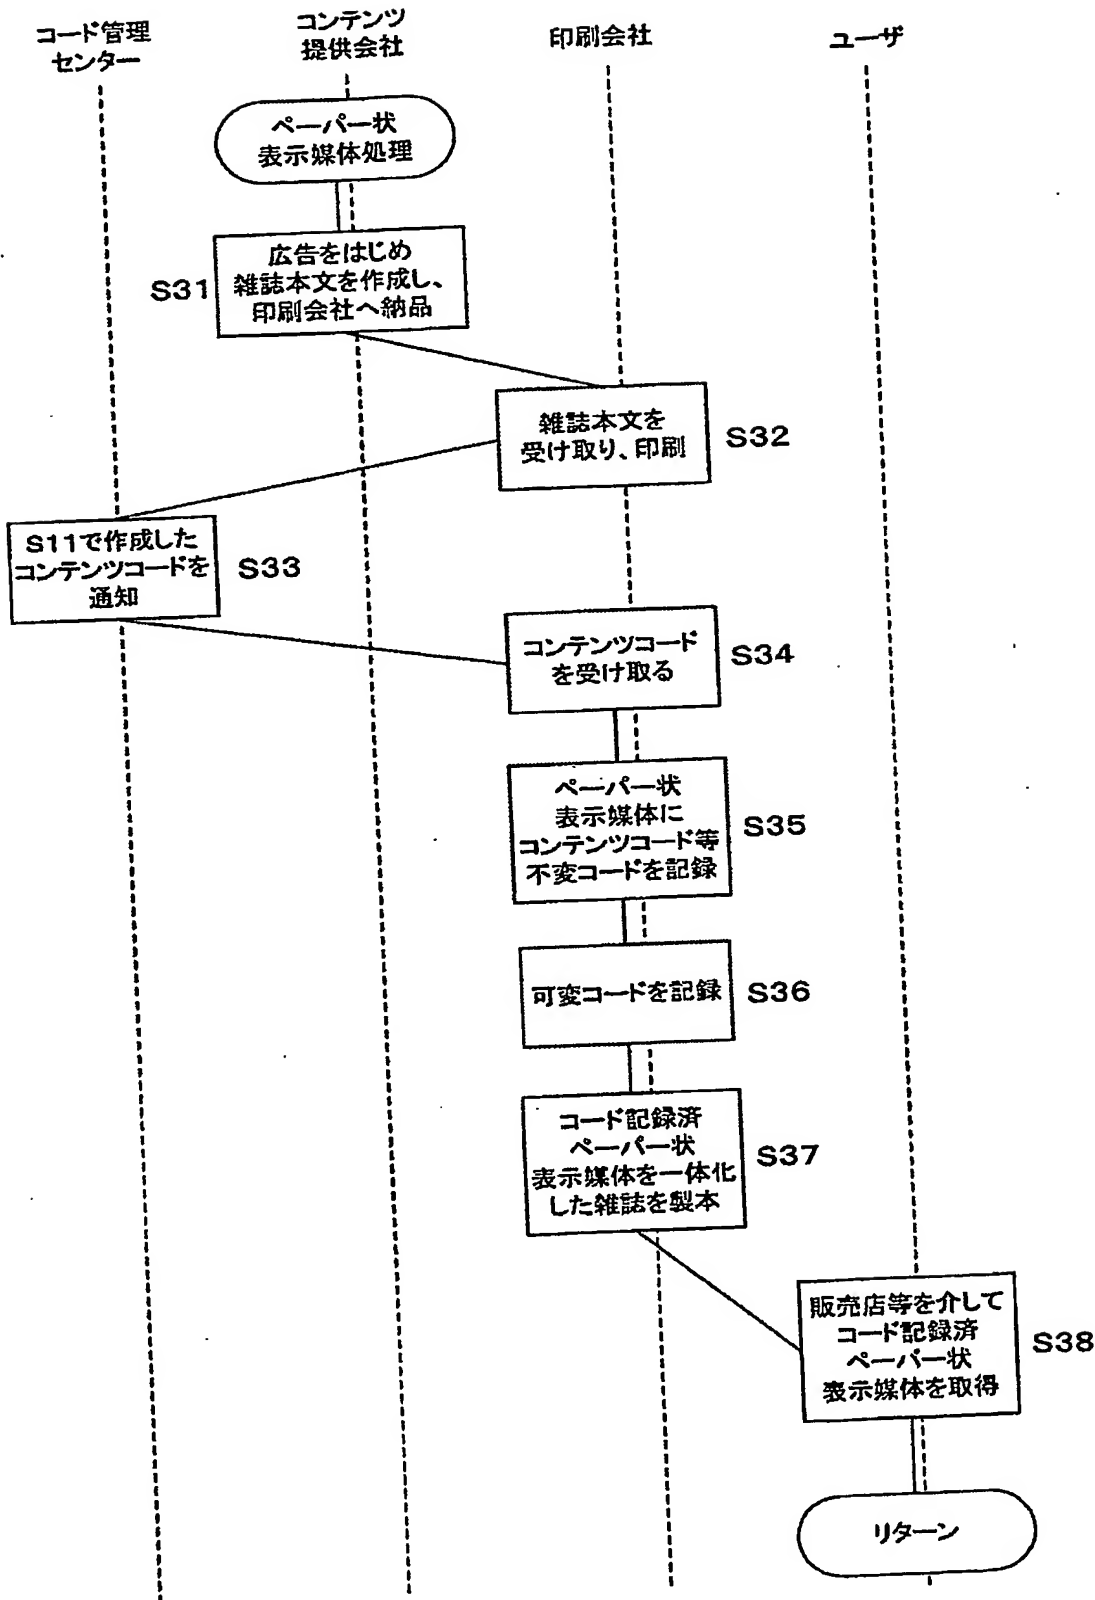 コード管理
センター
コンテンツ
提供会社
印刷会社
ユーザ
ペーパー状
表示媒体処理
S31
広告をはじめ
雑誌本文を作成し、
印刷会社へ納品
雑誌本文を
受け取り、印刷
S32
S11で作成した
コンテンツコードを
通知
S33
コンテンツコード
を受け取る
S34
ペーパー状
表示媒体に
コンテンツコード等
不変コードを記録
S35
可変コードを記録
S36
コード記録済
ペーパー状
表示媒体を一体化
した雑誌を製本
S37
販売店等を介して
コード記録済
ペーパー状
表示媒体を取得
S38
リターン